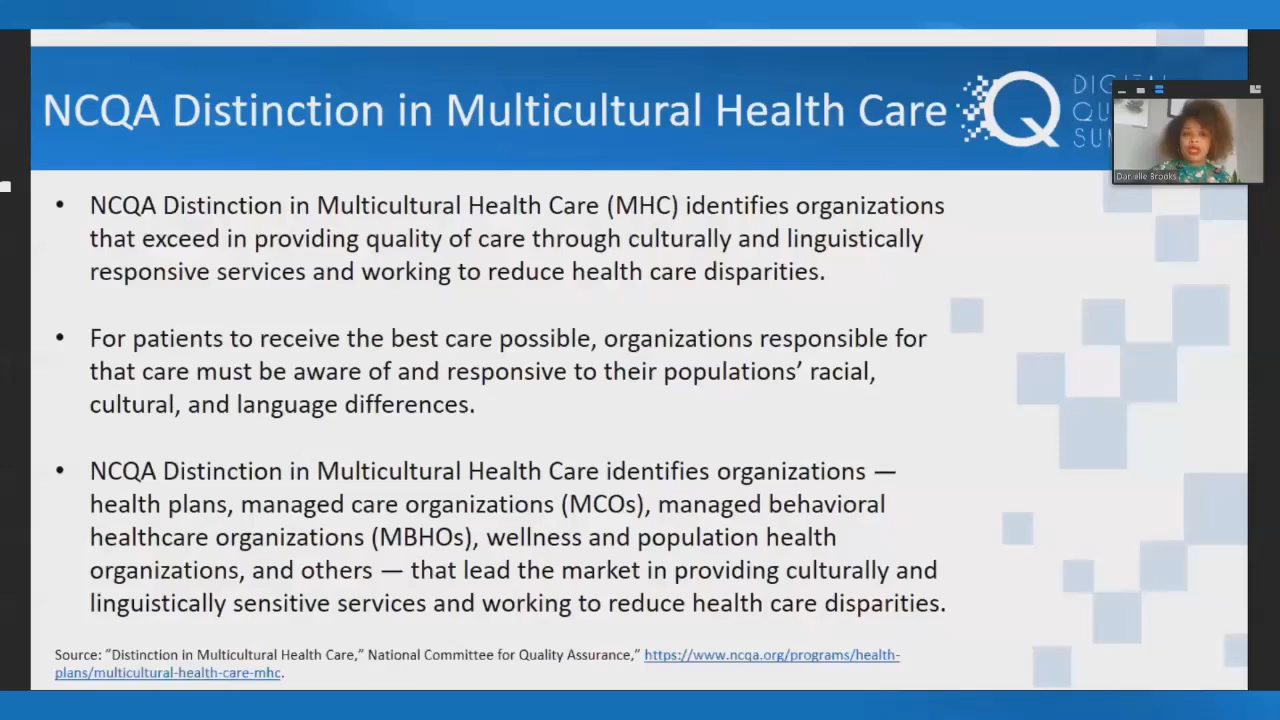 NCQA Distinction in Multicultural Health Care
DIGITAL
QU
SUM
Danielle Brooks
• NCQA Distinction in Multicultural Health Care (MHC) identifies organizations
that exceed in providing quality of care through culturally and linguistically
responsive services and working to reduce health care disparities.
• For patients to receive the best care possible, organizations responsible for
that care must be aware of and responsive to their populations’ racial,
cultural, and language differences.
• NCQA Distinction in Multicultural Health Care identifies organizations —
health plans, managed care organizations (MCOs), managed behavioral
healthcare organizations (MBHOs), wellness and population health
organizations, and others — that lead the market in providing culturally and
linguistically sensitive services and working to reduce health care disparities.
Source: “Distinction in Multicultural Health Care,” National Committee for Quality Assurance,” https://www.ncqa.org/programs/health-
plans/multicultural-health-care-mhc.